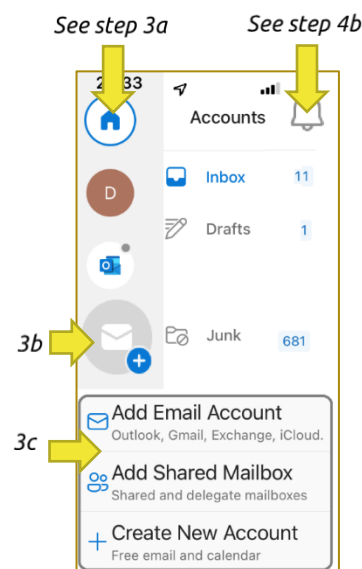 See step 3a See step 4b
Accounts
D
Inbox 11
Drafts 1
3b
Junk 681
3c
Add Email Account
Outlook, Gmail, Exchange, iCloud.
Add Shared Mailbox
Shared and delegate mailboxes
Create New Account
Free email and calendar